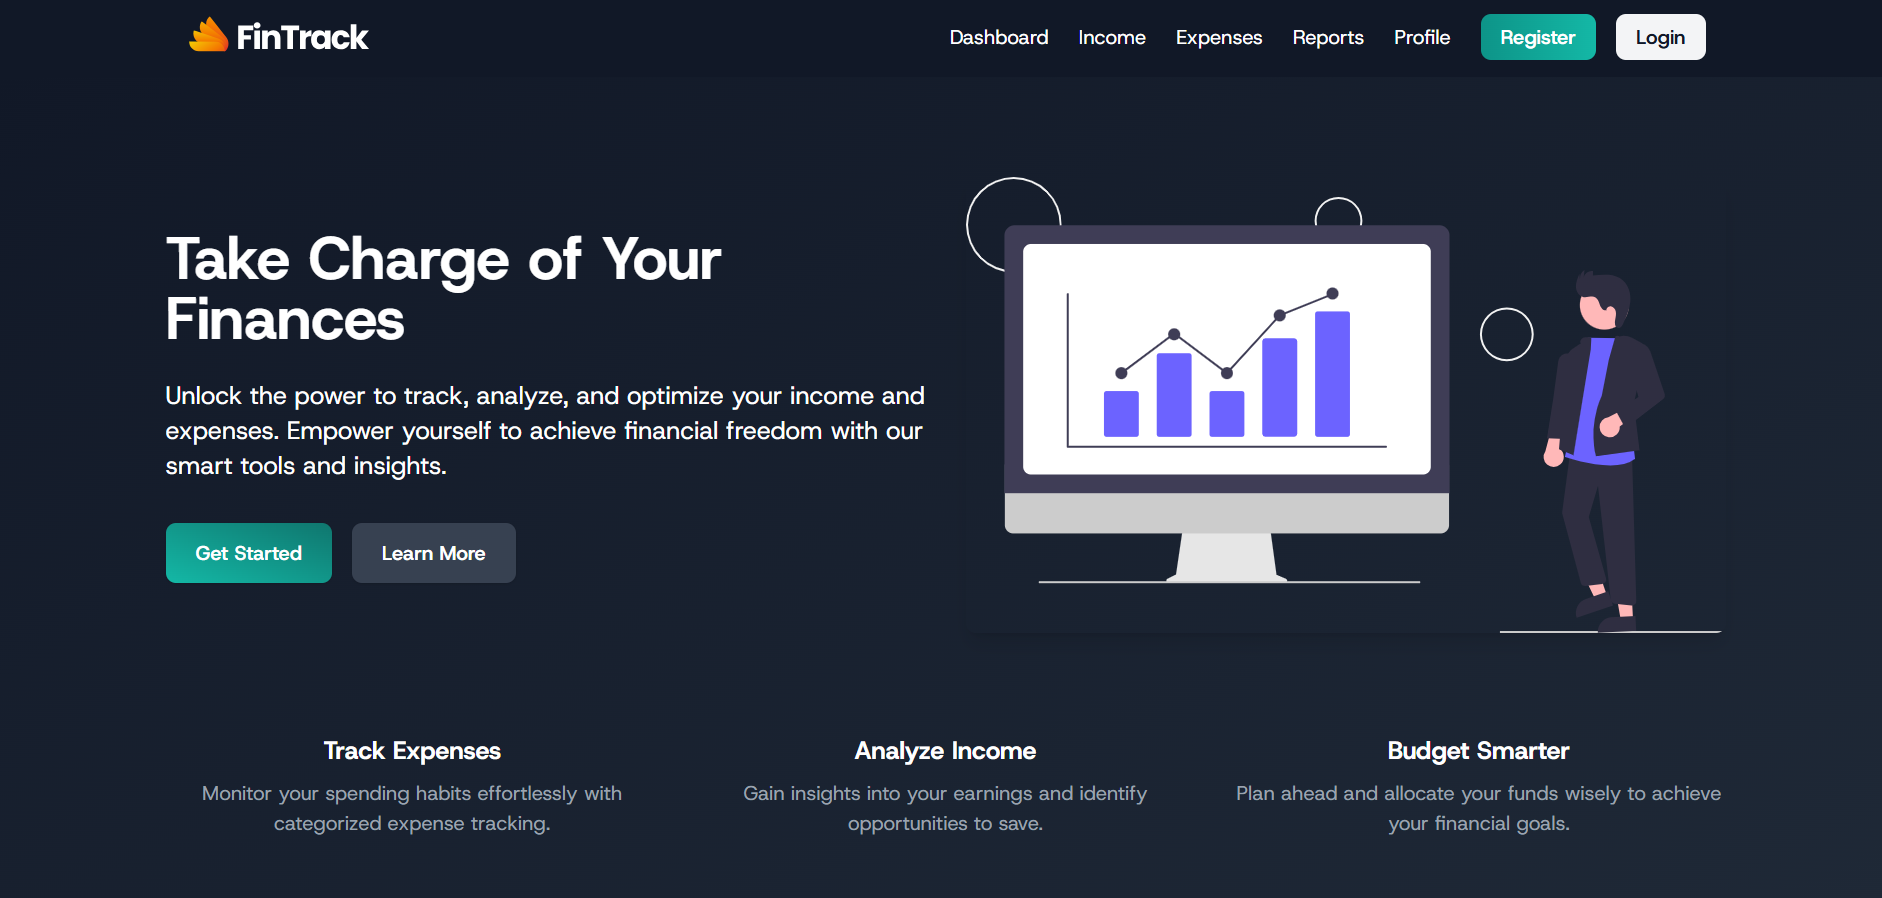 FinTrack
Dashboard Income Expenses Reports Profile Register Login
Take Charge of Your
Finances
Unlock the power to track, analyze, and optimize your income and
expenses. Empower yourself to achieve financial freedom with our
smart tools and insights.
Get Started Learn More
Track Expenses
Monitor your spending habits effortlessly with
categorized expense tracking.
Analyze Income
Gain insights into your earnings and identify
opportunities to save.
Budget Smarter
Plan ahead and allocate your funds wisely to achieve
your financial goals.